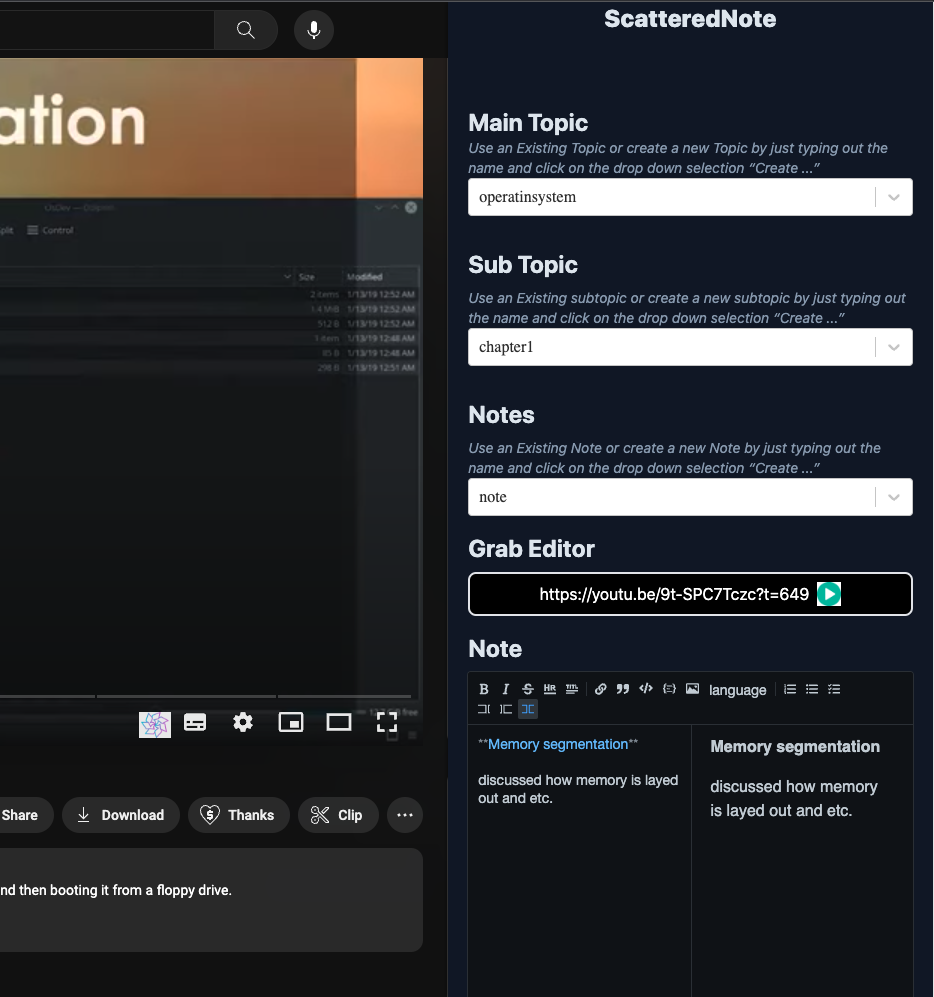 ation
OsDev — Dolphin
plit Control
Size Modified
2 items 1/13/19 12:52 AM
1.4 MiB 1/13/19 12:52 AM
512 B 1/13/19 12:52 AM
1 item 1/13/19 12:48 AM
85 B 1/13/19 12:48 AM
298 B 1/13/19 12:51 AM
free
Share
Download
Thanks
Clip
nd then booting it from a floppy drive.
ScatteredNote
Main Topic
Use an Existing Topic or create a new Topic by just typing out the
name and click on the drop down selection “Create ...”
operatinsystem
Sub Topic
Use an Existing subtopic or create a new subtopic by just typing out
the name and click on the drop down selection “Create ...”
chapter1
Notes
Use an Existing Note or create a new Note by just typing out the
name and click on the drop down selection “Create ...”
note
Grab Editor
https://youtu.be/9t-SPC7Tczc?t=649
Note
B I S HR TITL language
**Memory segmentation**
discussed how memory is layed
out and etc.
Memory segmentation
discussed how memory
is layed out and etc.